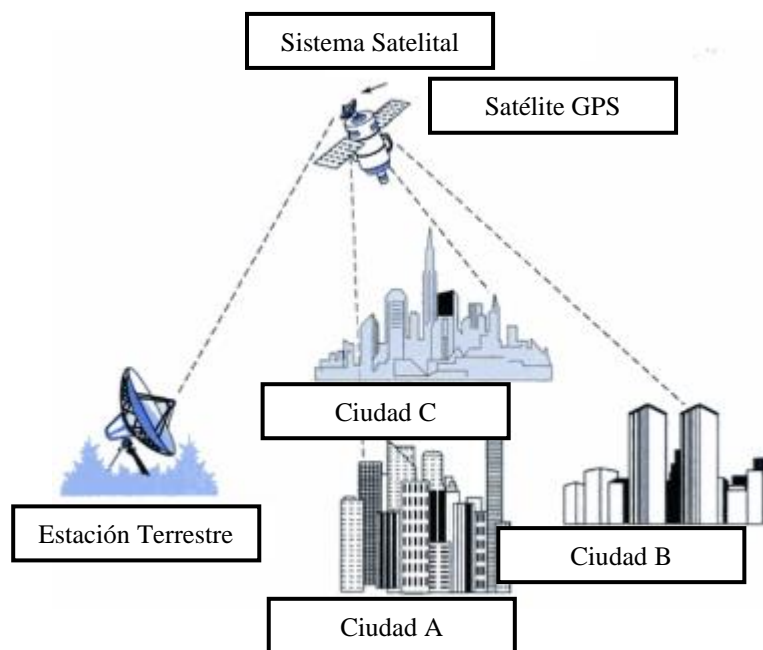 Sistema Satelital
Satélite GPS
Ciudad C
Estación Terrestre
Ciudad B
Ciudad A